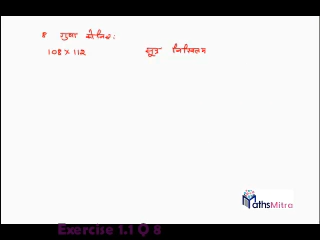 8 गुणा कीजिए:
108 × 112 सूत्र निखिलम
MathsMitra
Exercise 1.1 Q 8